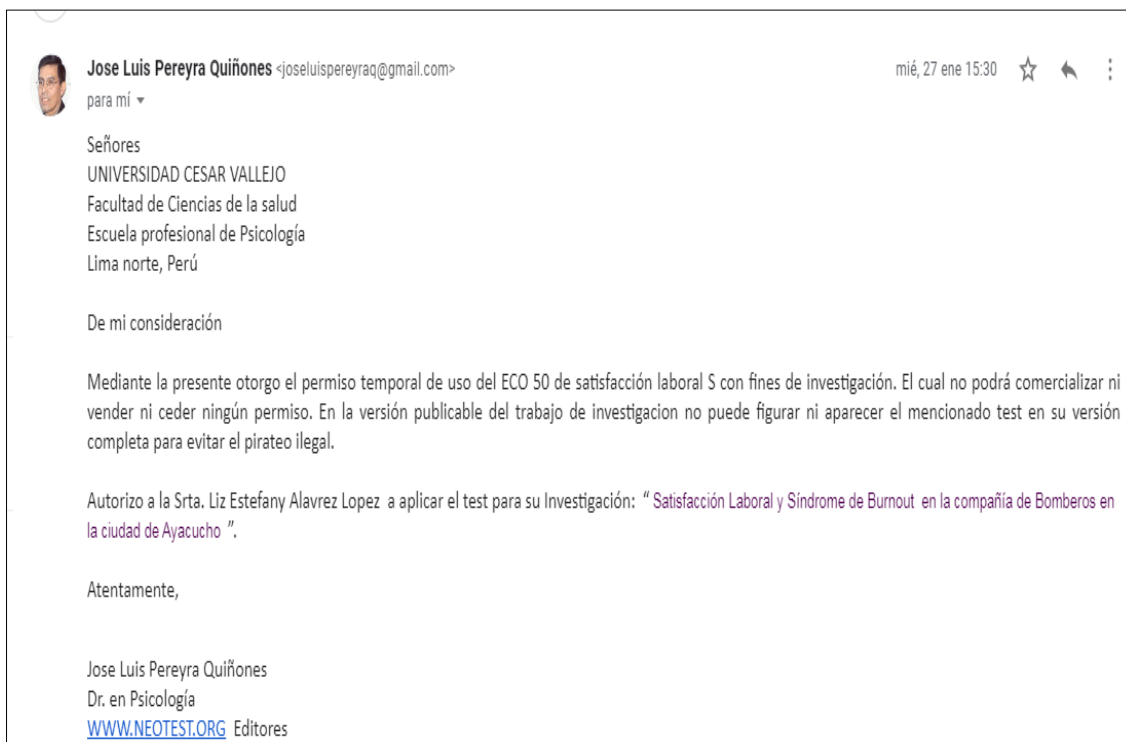 Jose Luis Pereyra Quiñones <joseluispereyraq@gmail.com> mié, 27 ene 15:30
para mí
Señores
UNIVERSIDAD CESAR VALLEJO
Facultad de Ciencias de la salud
Escuela profesional de Psicología
Lima norte, Perú
De mi consideración
Mediante la presente otorgo el permiso temporal de uso del ECO 50 de satisfacción laboral S con fines de investigación. El cual no podrá comercializar ni
vender ni ceder ningún permiso. En la versión publicable del trabajo de investigacion no puede figurar ni aparecer el mencionado test en su versión
completa para evitar el pirateo ilegal.
Autorizo a la Srta. Liz Estefany Alavrez Lopez a aplicar el test para su Investigación: “ Satisfacción Laboral y Síndrome de Burnout en la compañía de Bomberos en
la ciudad de Ayacucho ”.
Atentamente,
Jose Luis Pereyra Quiñones
Dr. en Psicología
WWW.NEOTEST.ORG Editores